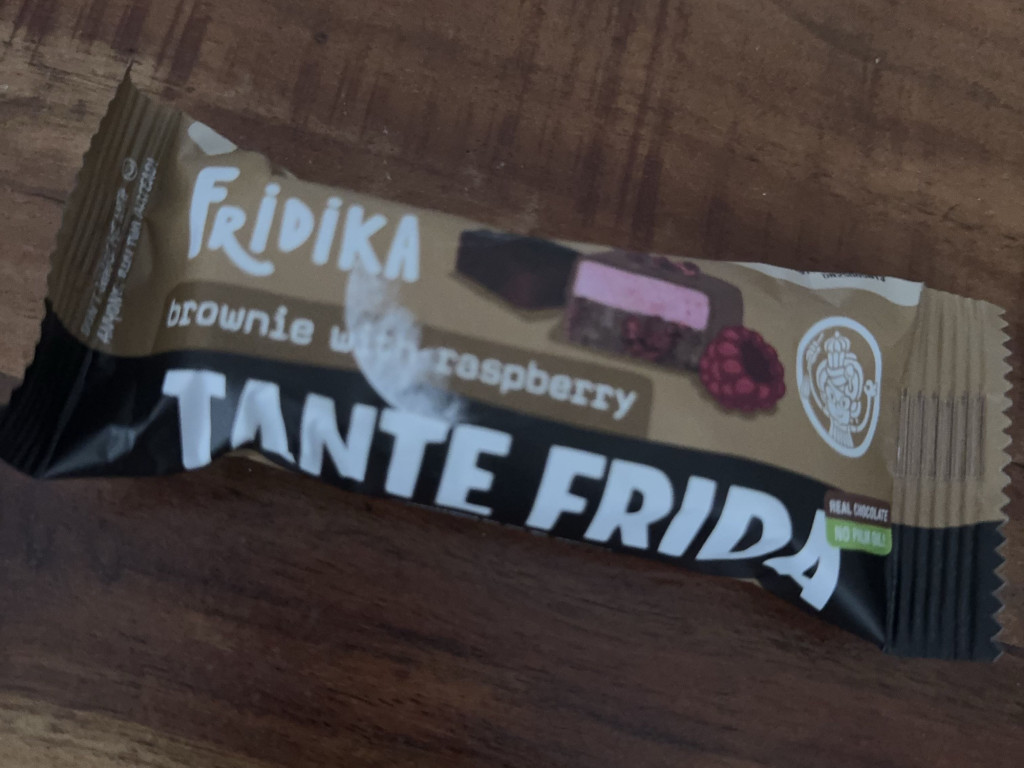 FRiDiKA
brownie with raspberry
TANTE FRIDA
REAL CHOCOLATE
NO PALM OIL!